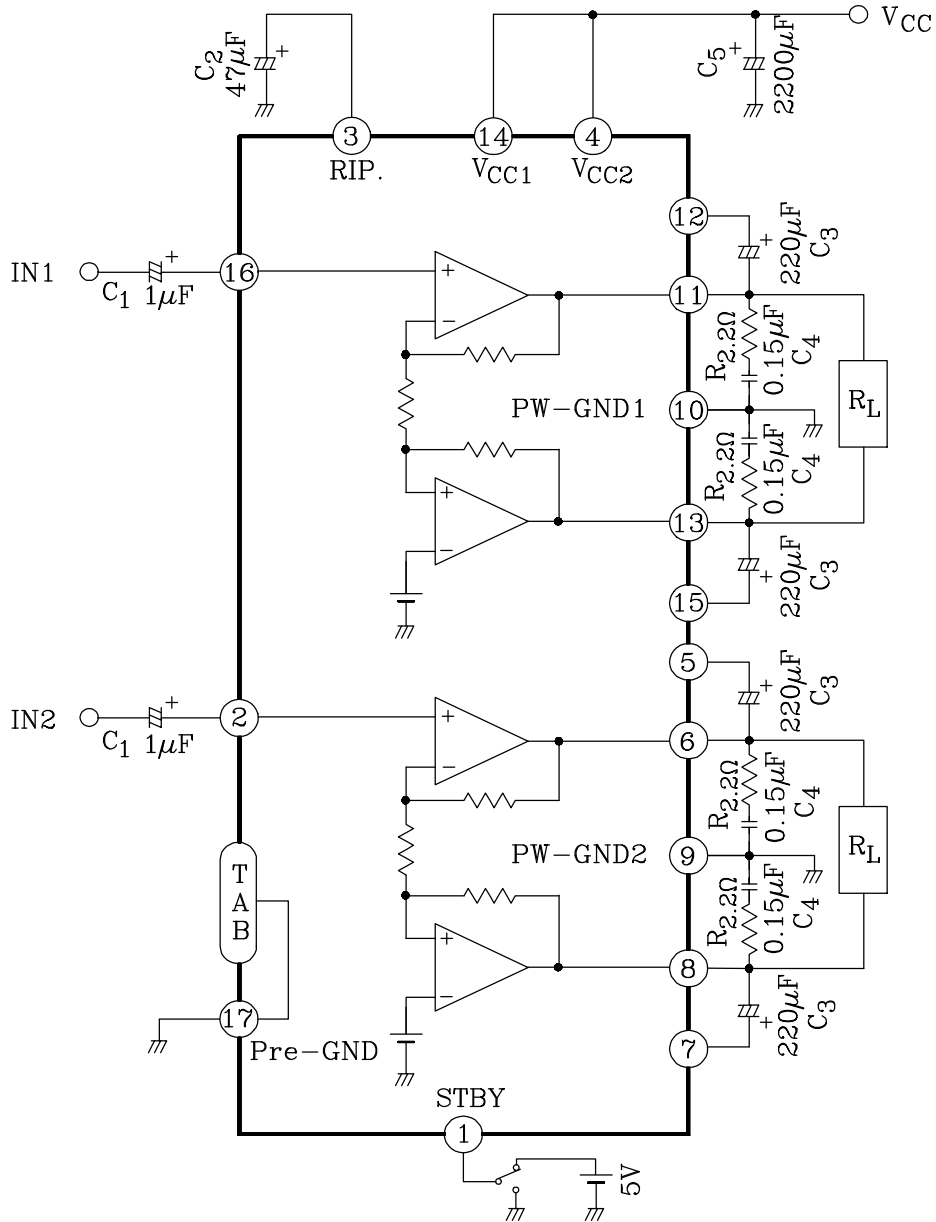 VCC
C2
47µF
+
C5
+
2200µF
3
14
4
RIP.
VCC1
VCC2
12
+
220µF
C3
IN1
C1
+
1µF
16
+
−
11
R2.2Ω
0.15µF
C4
PW-GND1
10
RL
R2.2Ω
0.15µF
C4
+
−
13
+
220µF
C3
15
5
+
220µF
C3
IN2
C1
+
1µF
2
+
−
6
R2.2Ω
0.15µF
C4
PW-GND2
9
RL
R2.2Ω
0.15µF
C4
TAB
+
−
8
+
220µF
C3
17
Pre-GND
7
STBY
1
5V